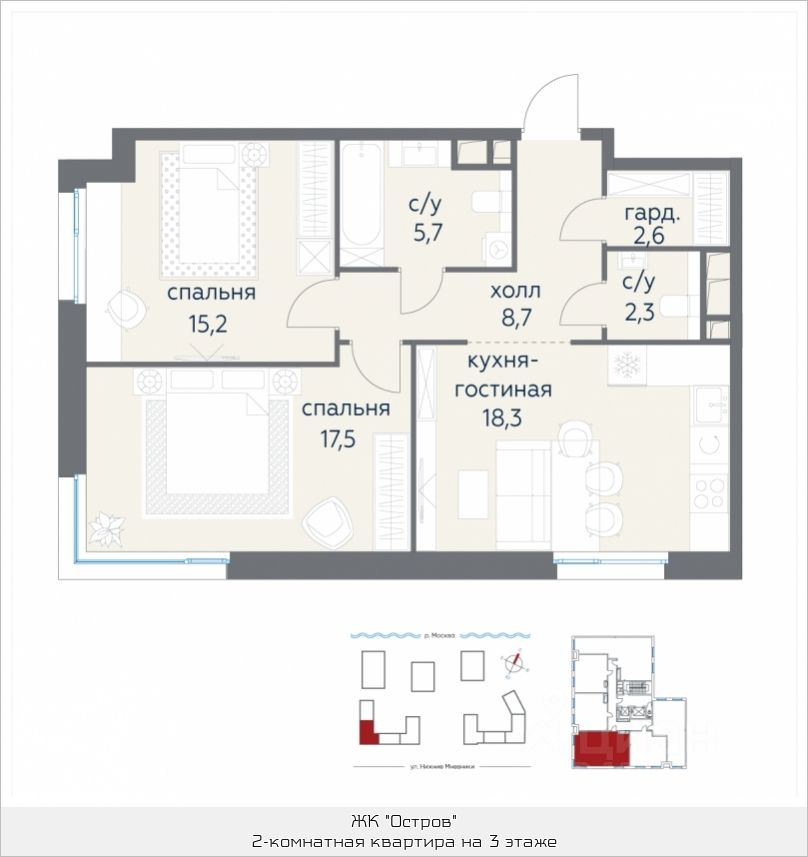 с/у
5,7
гард.
2,6
спальня
15,2
холл
8,7
с/у
2,3
кухня-
гостиная
18,3
спальня
17,5
р. Москва
ул. Нижние Мневники
ЖК "Остров"
2-комнатная квартира на 3 этаже